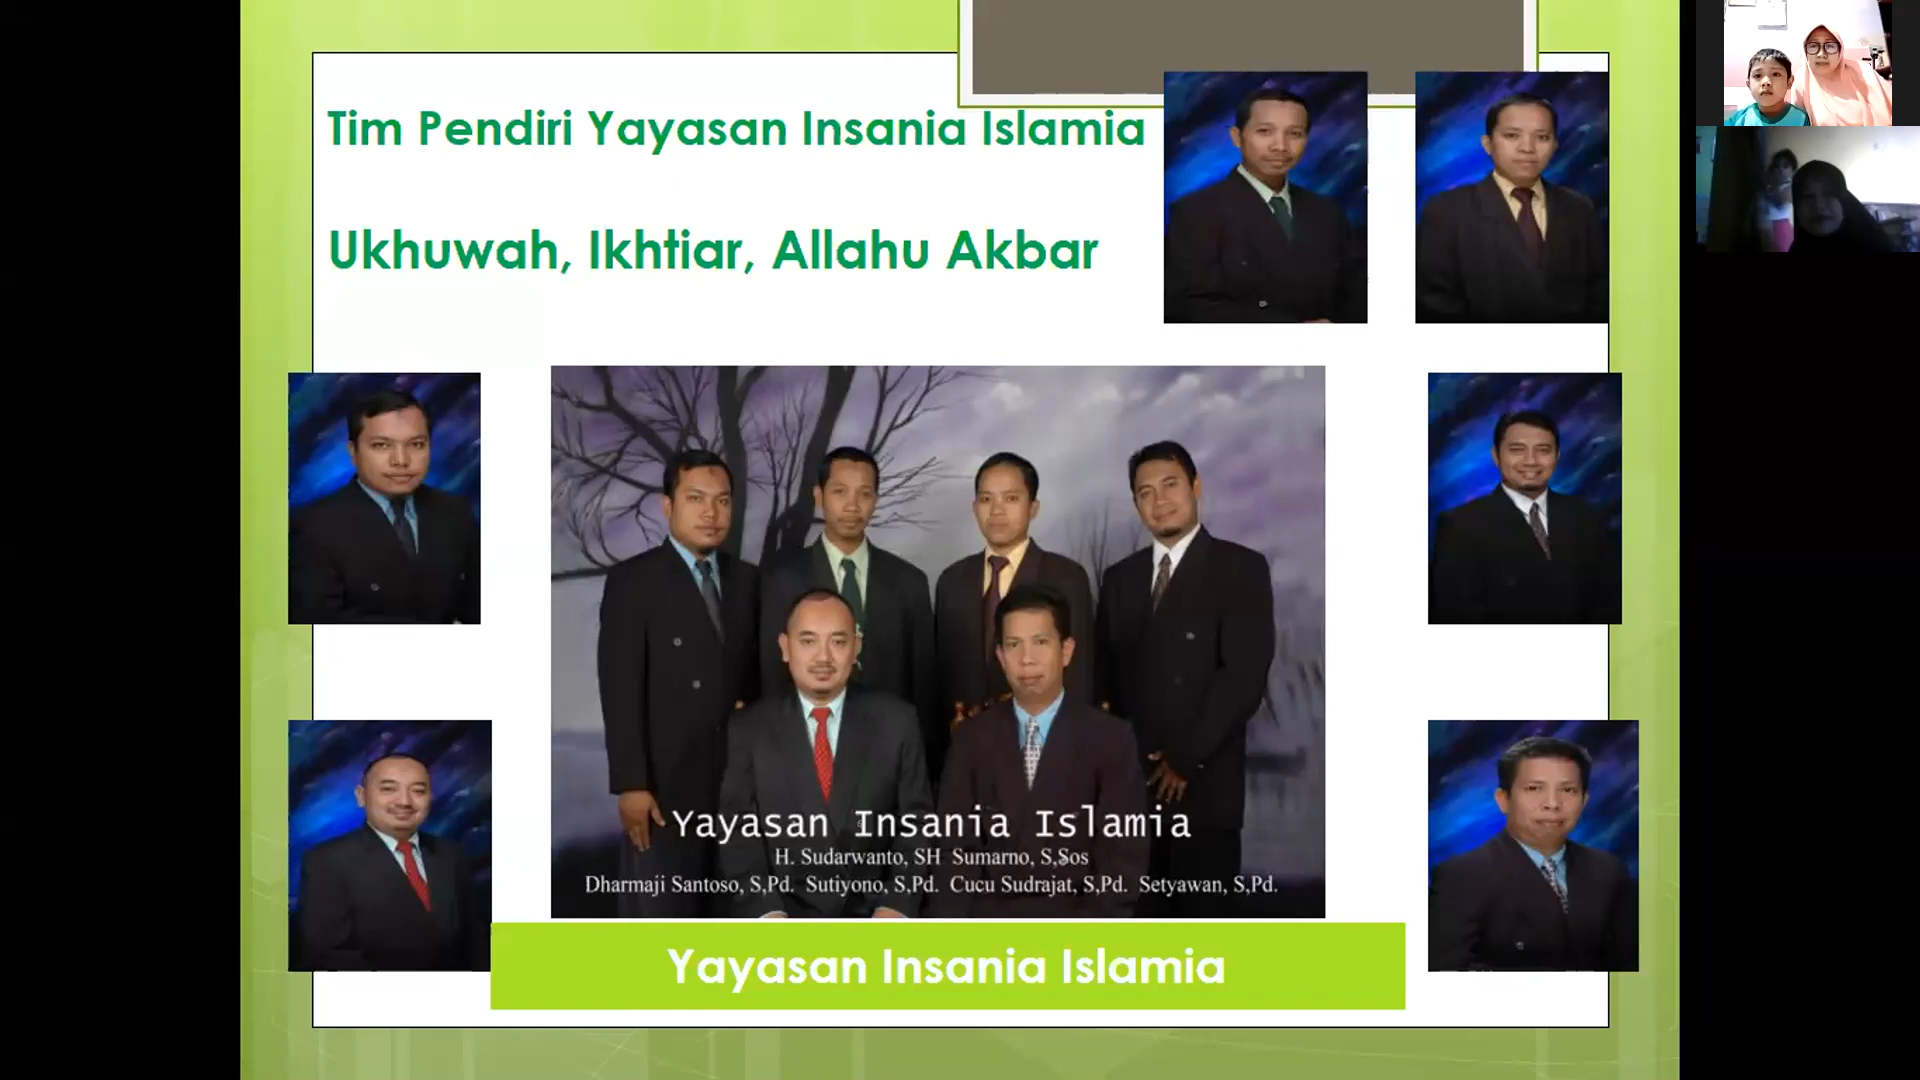 Tim Pendiri Yayasan Insania Islamia
Ukhuwah, Ikhtiar, Allahu Akbar
Yayasan Insania Islamia
H. Sudarwanto, SH  Sumarno, S,Sos
Dharmaji Santoso, S,Pd.  Sutiyono, S,Pd.  Cucu Sudrajat, S,Pd.  Setyawan, S,Pd.
Yayasan Insania Islamia